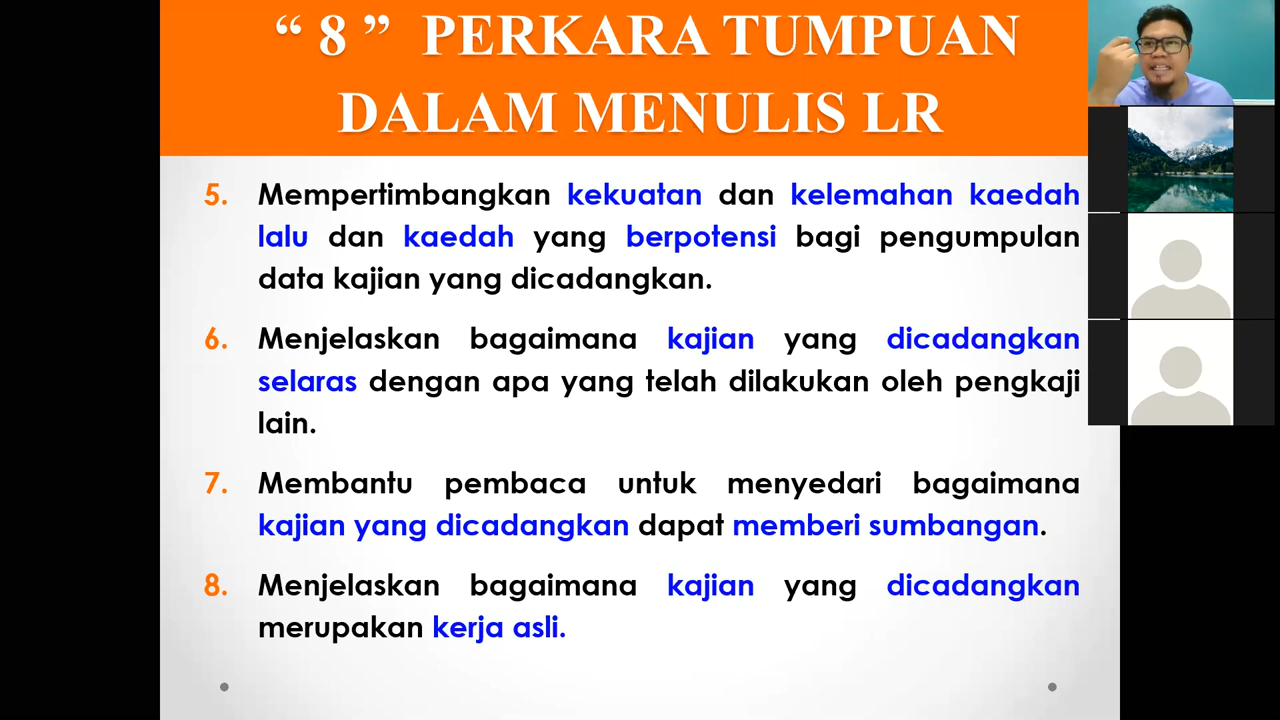 “ 8 ” PERKARA TUMPUAN
DALAM MENULIS LR
5. Mempertimbangkan kekuatan dan kelemahan kaedah
lalu dan kaedah yang berpotensi bagi pengumpulan
data kajian yang dicadangkan.
6. Menjelaskan bagaimana kajian yang dicadangkan
selaras dengan apa yang telah dilakukan oleh pengkaji
lain.
7. Membantu pembaca untuk menyedari bagaimana
kajian yang dicadangkan dapat memberi sumbangan.
8. Menjelaskan bagaimana kajian yang dicadangkan
merupakan kerja asli.